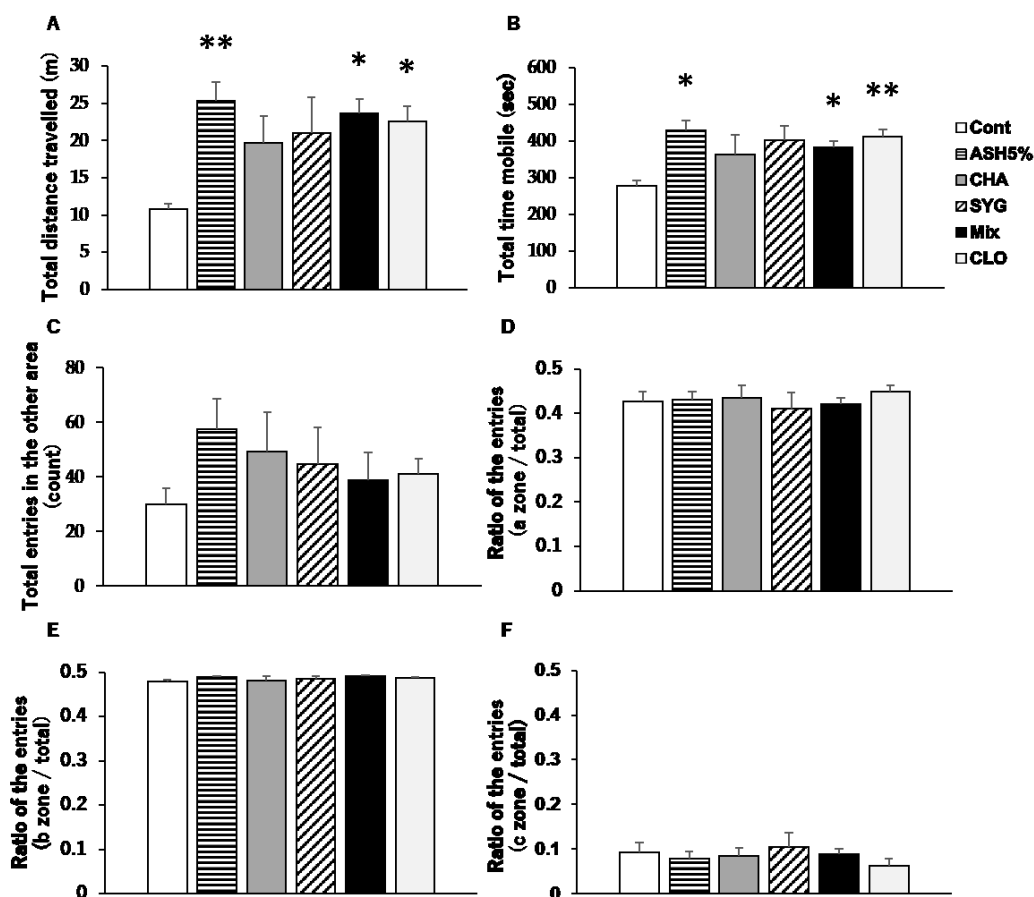 A
Total distance travelled (m)
30
25
20
15
10
5
0
**
*
*
B
Total time mobile (sec)
600
500
400
300
200
100
0
*
*
**
Cont
ASH5%
CHA
SYG
Mix
CLO
C
Total entries in the other area
(count)
80
60
40
20
0
D
Ratio of the entries
(a zone / total)
0.5
0.4
0.3
0.2
0.1
0
E
Ratio of the entries
(b zone / total)
0.5
0.4
0.3
0.2
0.1
0
F
Ratio of the entries
(c zone / total)
0.5
0.4
0.3
0.2
0.1
0